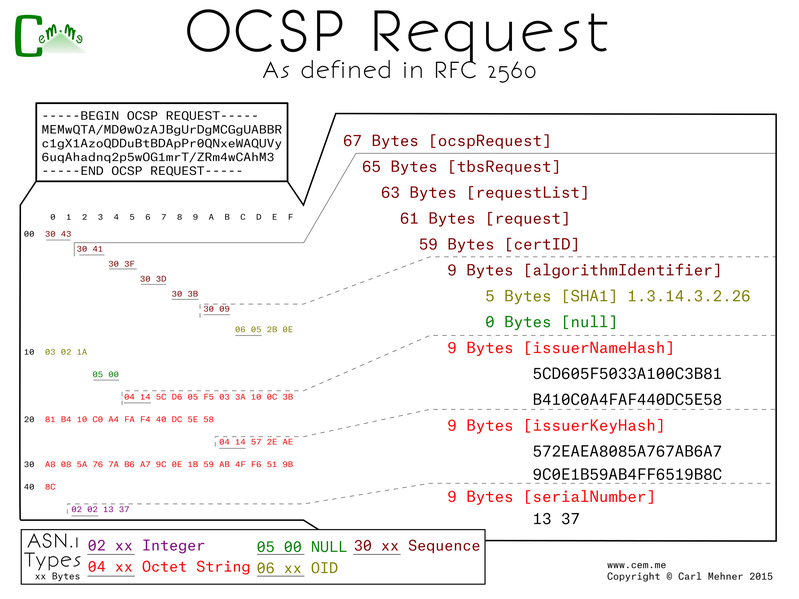 Cem.me
OCSP Request
As defined in RFC 2560
-----BEGIN OCSP REQUEST-----
MEMwQTA/MD0wOzAJBgUrDgMCGgUABBR
c1gX1AzoQDDuBtBDApPr0QNxeWAQUVy
6uqAhadnq2p5wOG1mrT/ZRm4wCAhM3
-----END OCSP REQUEST-----
0 1 2 3 4 5 6 7 8 9 A B C D E F
00 30 43
30 41
30 3F
30 3D
30 3B
30 09
06 05 2B 0E
10 03 02 1A
05 00
04 14 5C D6 05 F5 03 3A 10 0C 3B
20 81 B4 10 C0 A4 FA F4 40 DC 5E 58
04 14 57 2E AE
30 A8 08 5A 76 7A B6 A7 9C 0E 1B 59 AB 4F F6 51 9B
40 8C
02 02 13 37
67 Bytes [ocspRequest]
65 Bytes [tbsRequest]
63 Bytes [requestList]
61 Bytes [request]
59 Bytes [certID]
9 Bytes [algorithmIdentifier]
5 Bytes [SHA1] 1.3.14.3.2.26
0 Bytes [null]
9 Bytes [issuerNameHash]
5CD605F5033A100C3B81
B410C0A4FAF440DC5E58
9 Bytes [issuerKeyHash]
572EAEA8085A767AB6A7
9C0E1B59AB4FF6519B8C
9 Bytes [serialNumber]
13 37
ASN.1
Types
xx Bytes
02 xx Integer 05 00 NULL 30 xx Sequence
04 xx Octet String 06 xx OID
www.cem.me
Copyright © Carl Mehner 2015